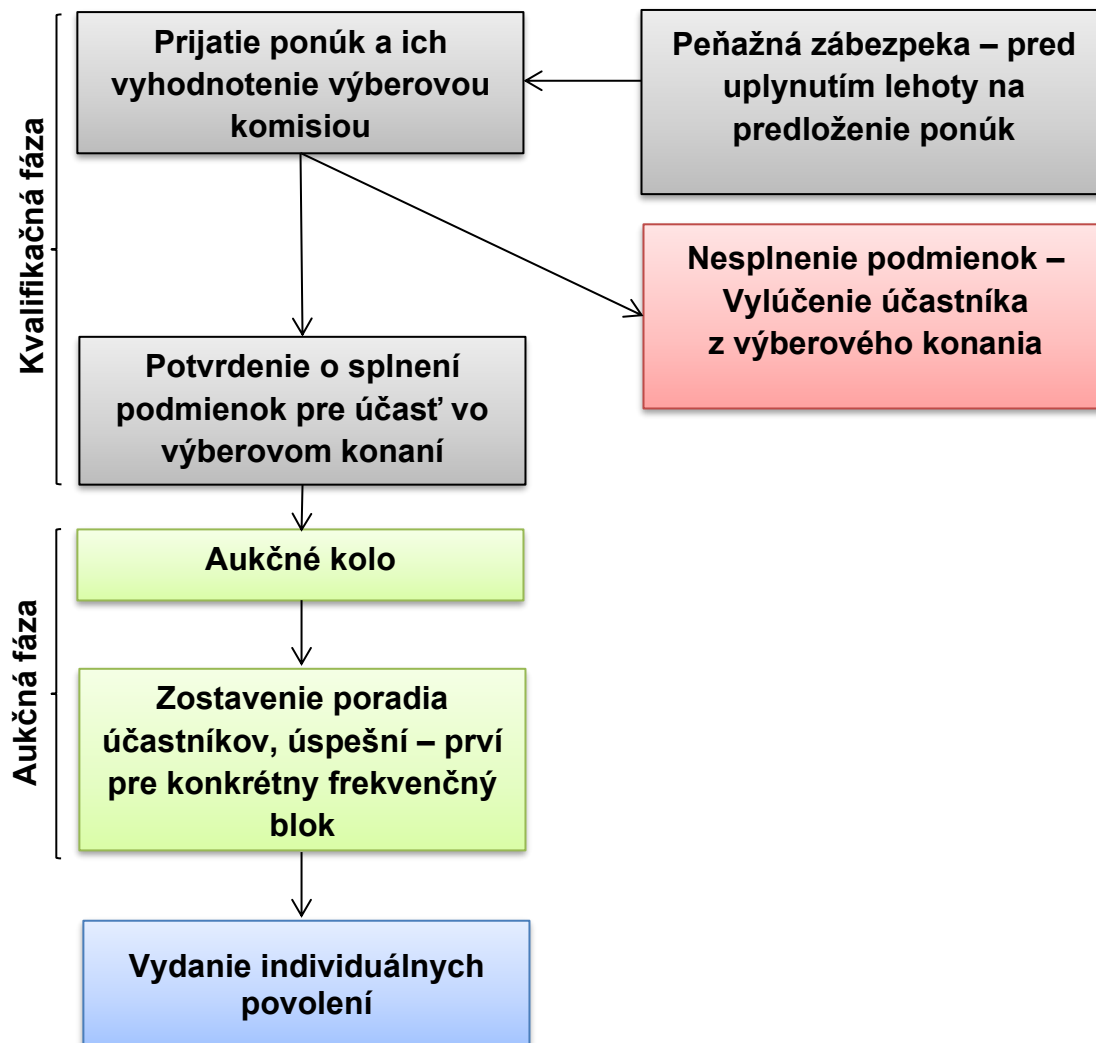 Kvalifikačná fáza
Prijatie ponúk a ich
vyhodnotenie výberovou
komisiou
Peňažná zábezpeka – pred
uplynutím lehoty na
predloženie ponúk
Nesplnenie podmienok –
Vylúčenie účastníka
z výberového konania
Potvrdenie o splnení
podmienok pre účasť vo
výberovom konaní
Aukčná fáza
Aukčné kolo
Zostavenie poradia
účastníkov, úspešní – prví
pre konkrétny frekvenčný
blok
Vydanie individuálnych
povolení